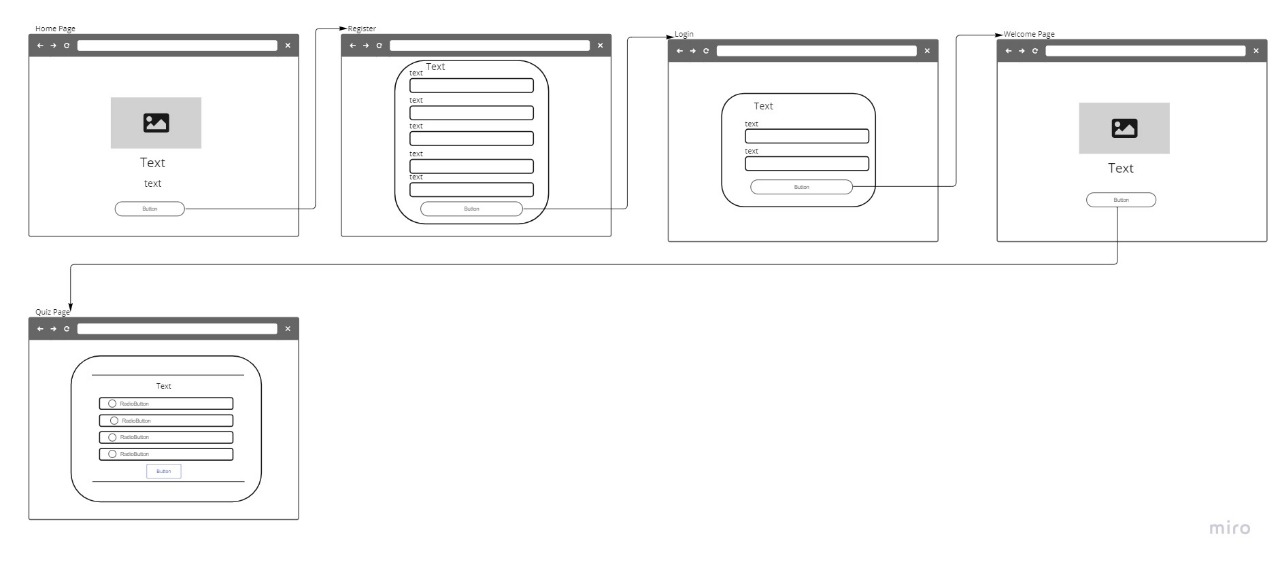 Home Page
Text
text
Button
Register
Text
text
text
text
text
text
Button
Login
Text
text
text
Button
Welcome Page
Text
Button
Quiz Page
Text
RadioButton
RadioButton
RadioButton
RadioButton
Button
miro